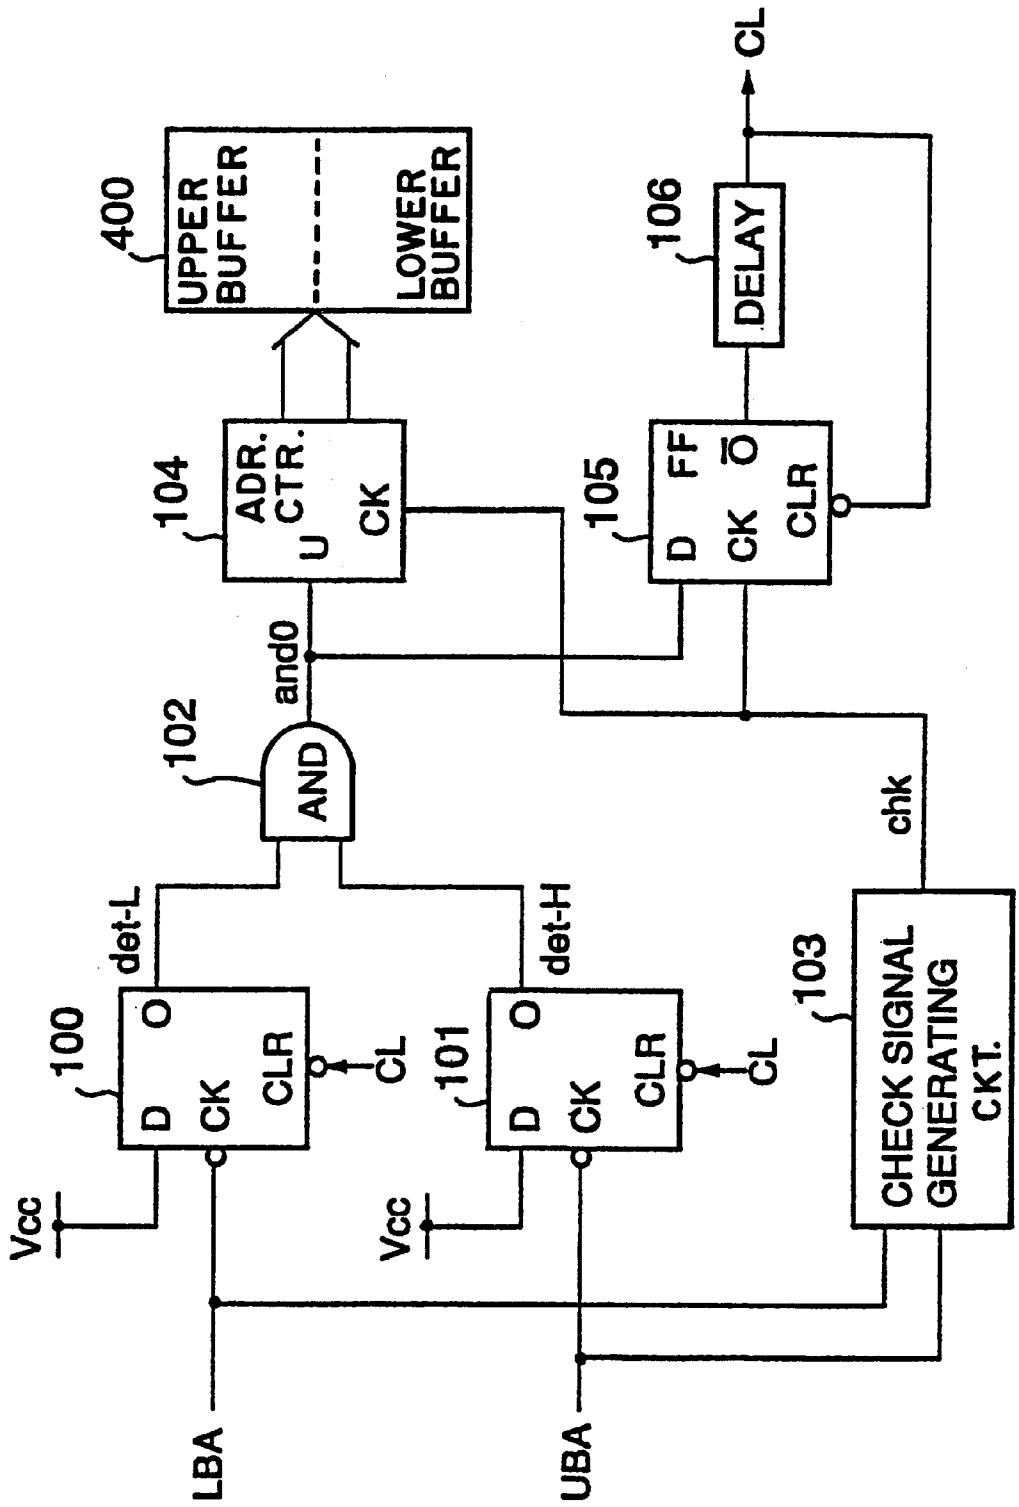 Vcc
100
D O
CK
CLR
CL
det-L
LBA
Vcc
101
D O
CK
CLR
CL
det-H
UBA
102
AND
and0
103
CHECK SIGNAL
GENERATING
CKT.
chk
104
ADR.
CTR.
U
CK
400
UPPER
BUFFER
LOWER
BUFFER
105
D FF
CK O̅
CLR
106
DELAY
CL